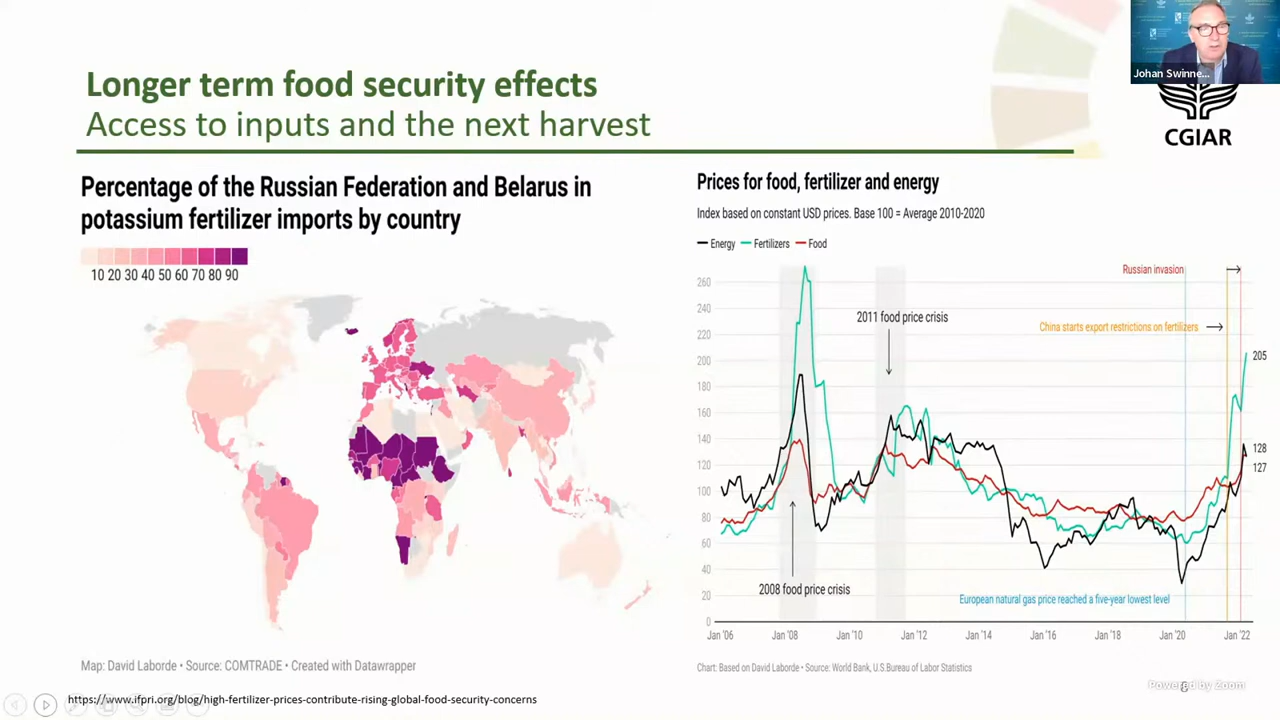 Longer term food security effects
Access to inputs and the next harvest
Johan Swinne...
CGIAR
Percentage of the Russian Federation and Belarus in
potassium fertilizer imports by country
10 20 30 40 50 60 70 80 90
Map: David Laborde • Source: COMTRADE • Created with Datawrapper
https://www.ifpri.org/blog/high-fertilizer-prices-contribute-rising-global-food-security-concerns
Prices for food, fertilizer and energy
Index based on constant USD prices. Base 100 = Average 2010-2020
Energy Fertilizers Food
Russian invasion
2011 food price crisis
China starts export restrictions on fertilizers
2008 food price crisis
European natural gas price reached a five-year lowest level
260
240
220
200
180
160
140
120
100
80
60
40
20
0
205
128
127
Jan '06 Jan '08 Jan '10 Jan '12 Jan '14 Jan '16 Jan '18 Jan '20 Jan '22
Chart: Based on David Laborde • Source: World Bank, U.S.Bureau of Labor Statistics
Powered by Zoom